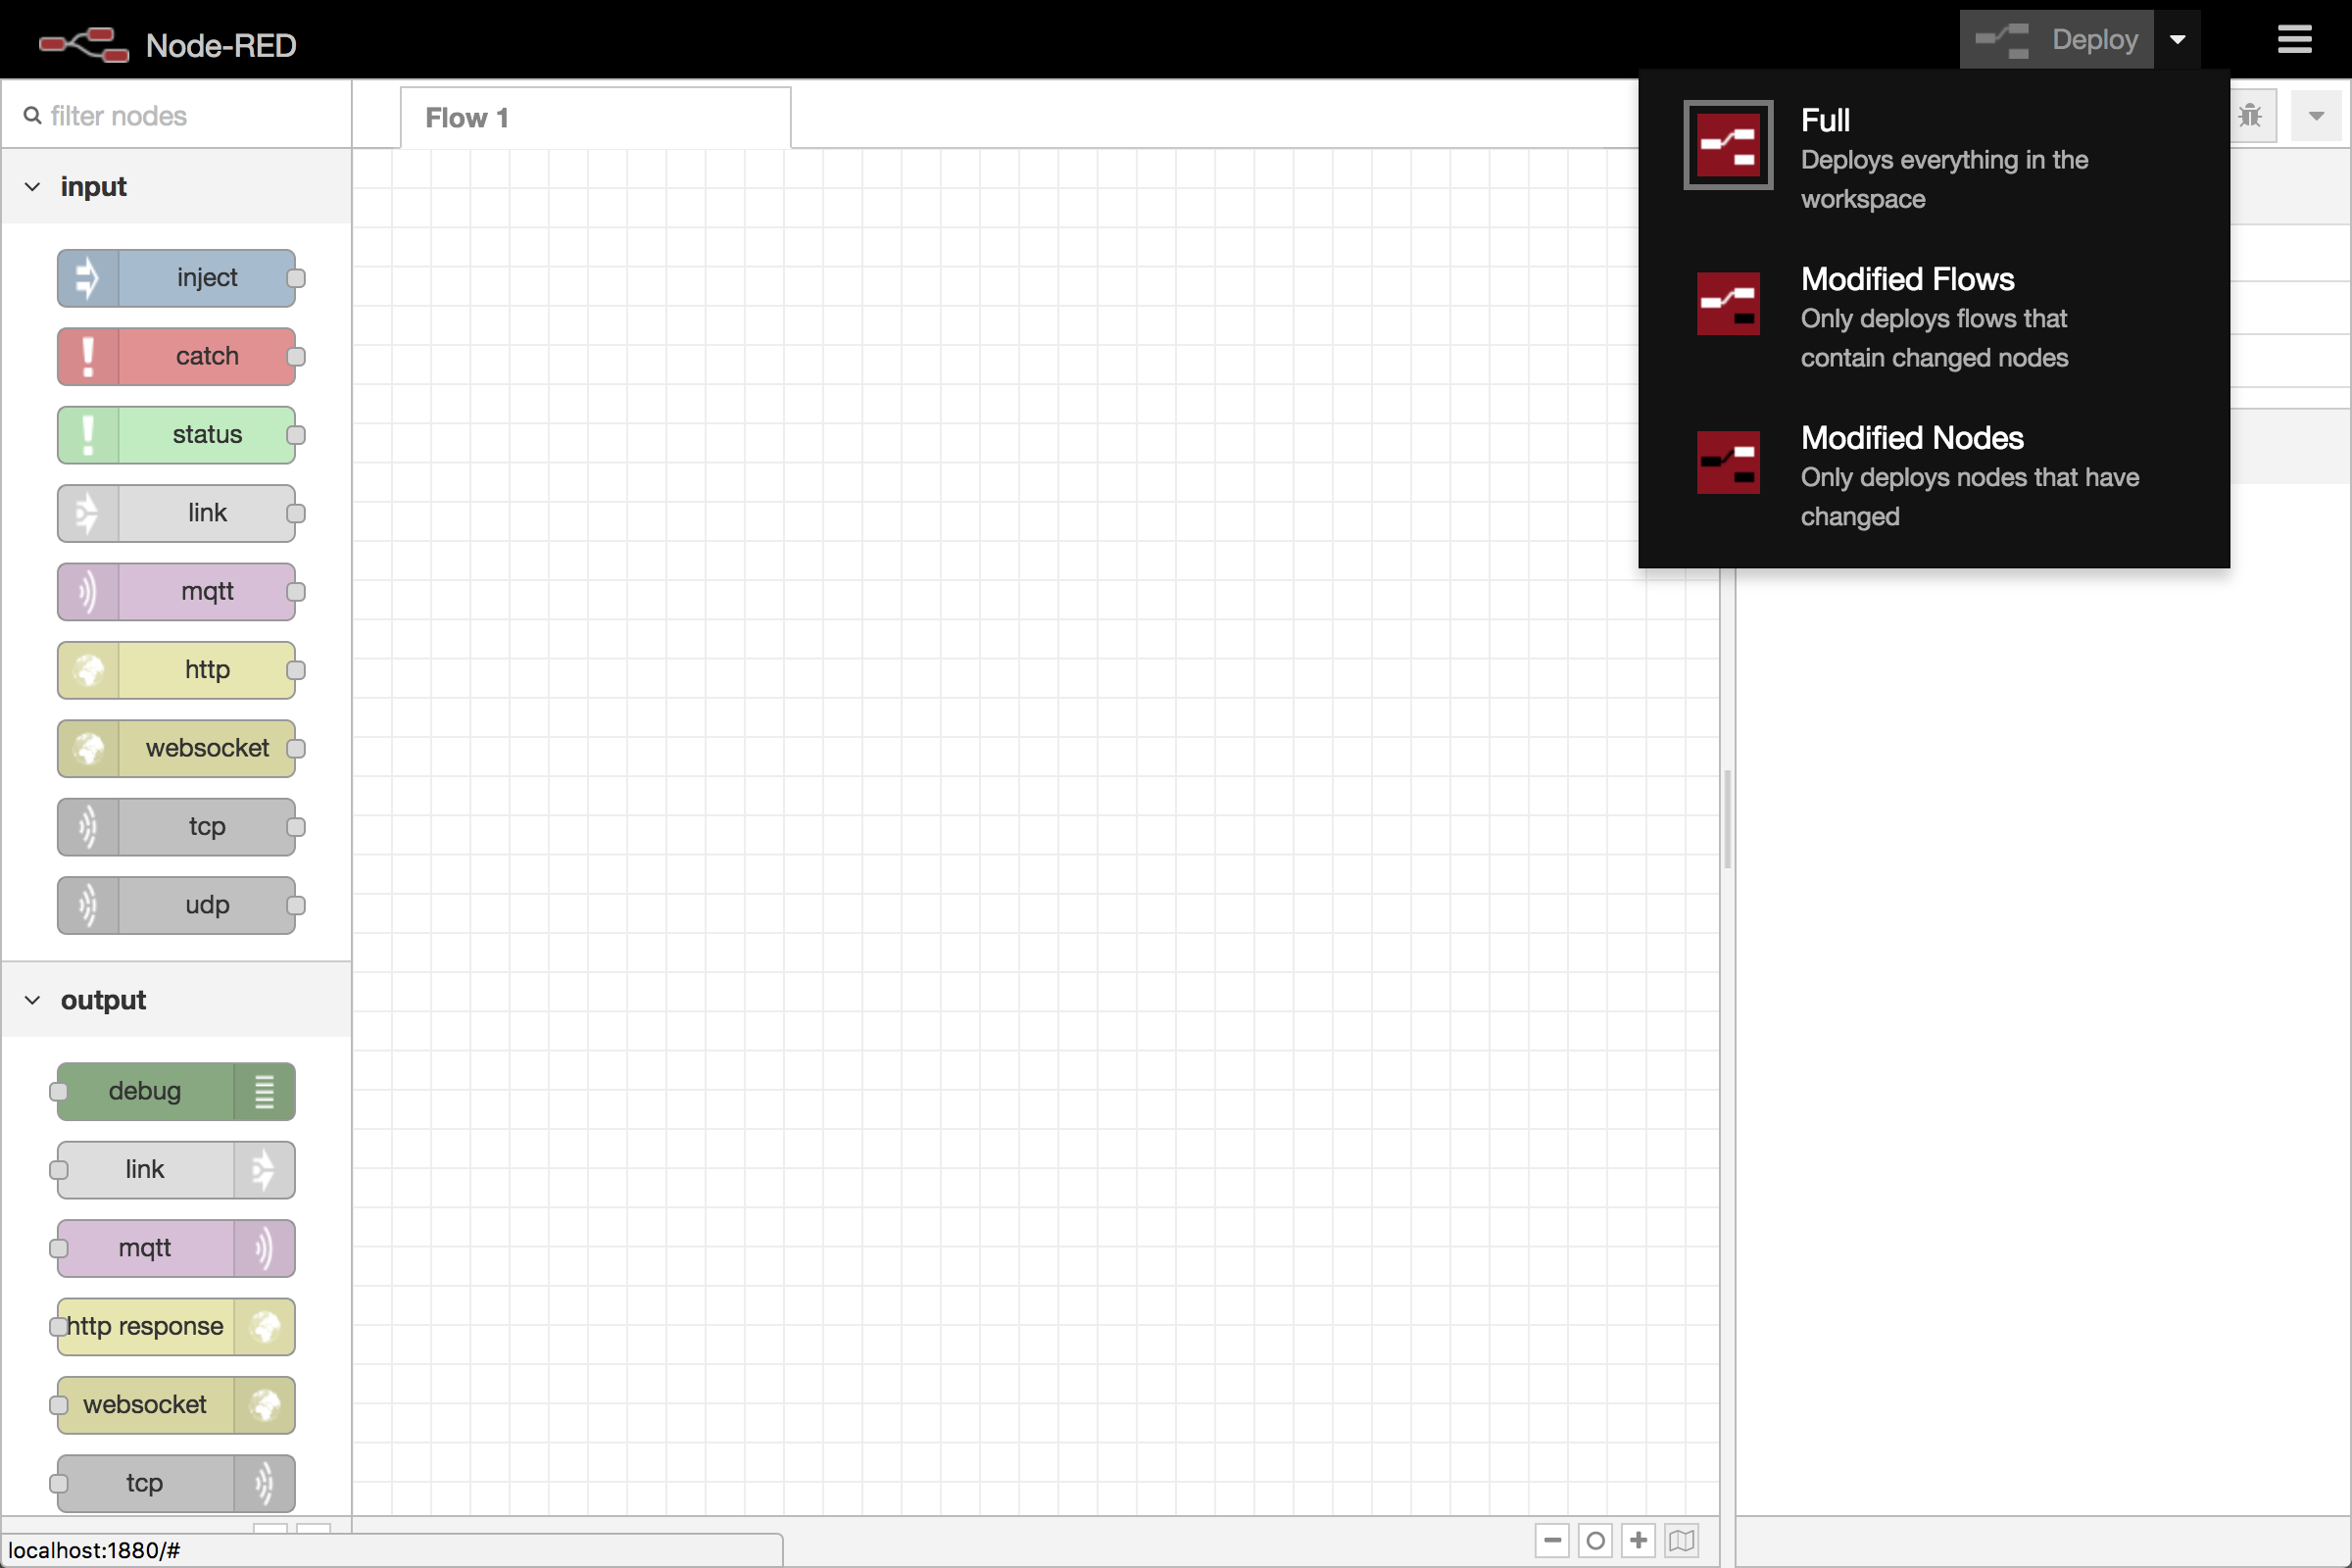 Node-RED
Deploy
filter nodes
Flow 1
input
inject
catch
status
link
mqtt
http
websocket
tcp
udp
output
debug
link
mqtt
http response
websocket
tcp
Full
Deploys everything in the
workspace
Modified Flows
Only deploys flows that
contain changed nodes
Modified Nodes
Only deploys nodes that have
changed
localhost:1880/#